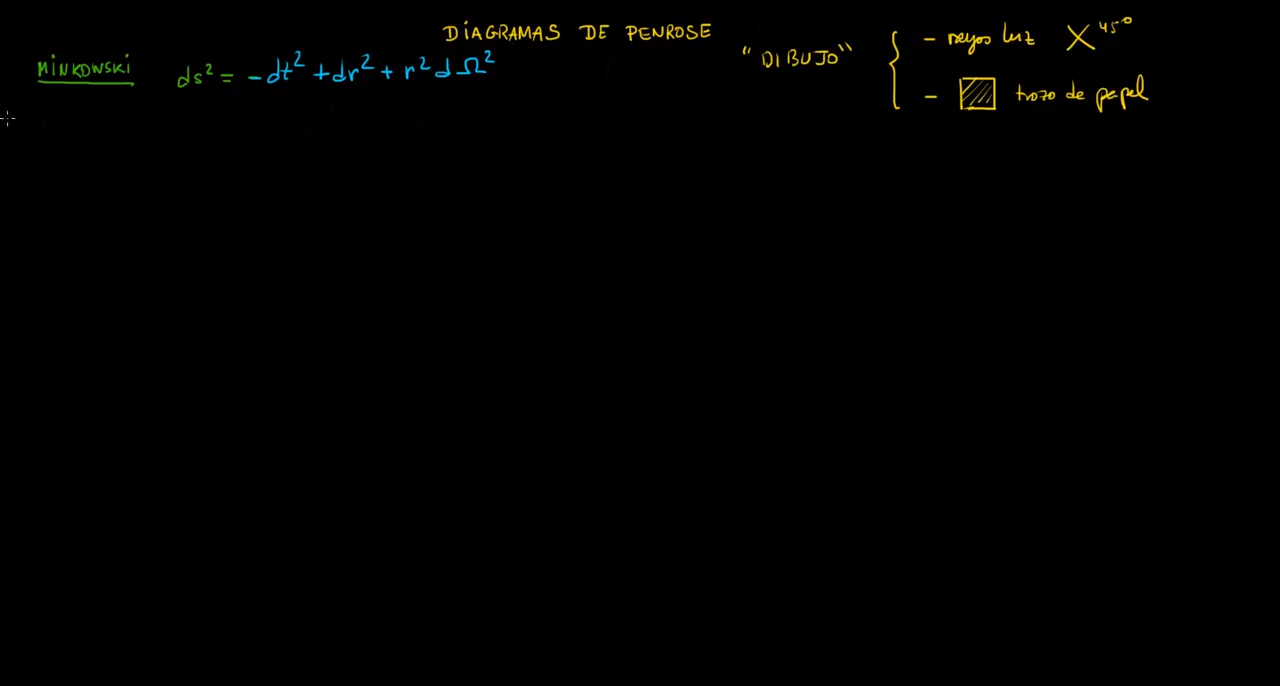 DIAGRAMAS DE PENROSE
MINKOWSKI ds² = -dt² + dr² + r² dΩ²
"DIBUJO"
- rayos luz 45°
- trozo de papel